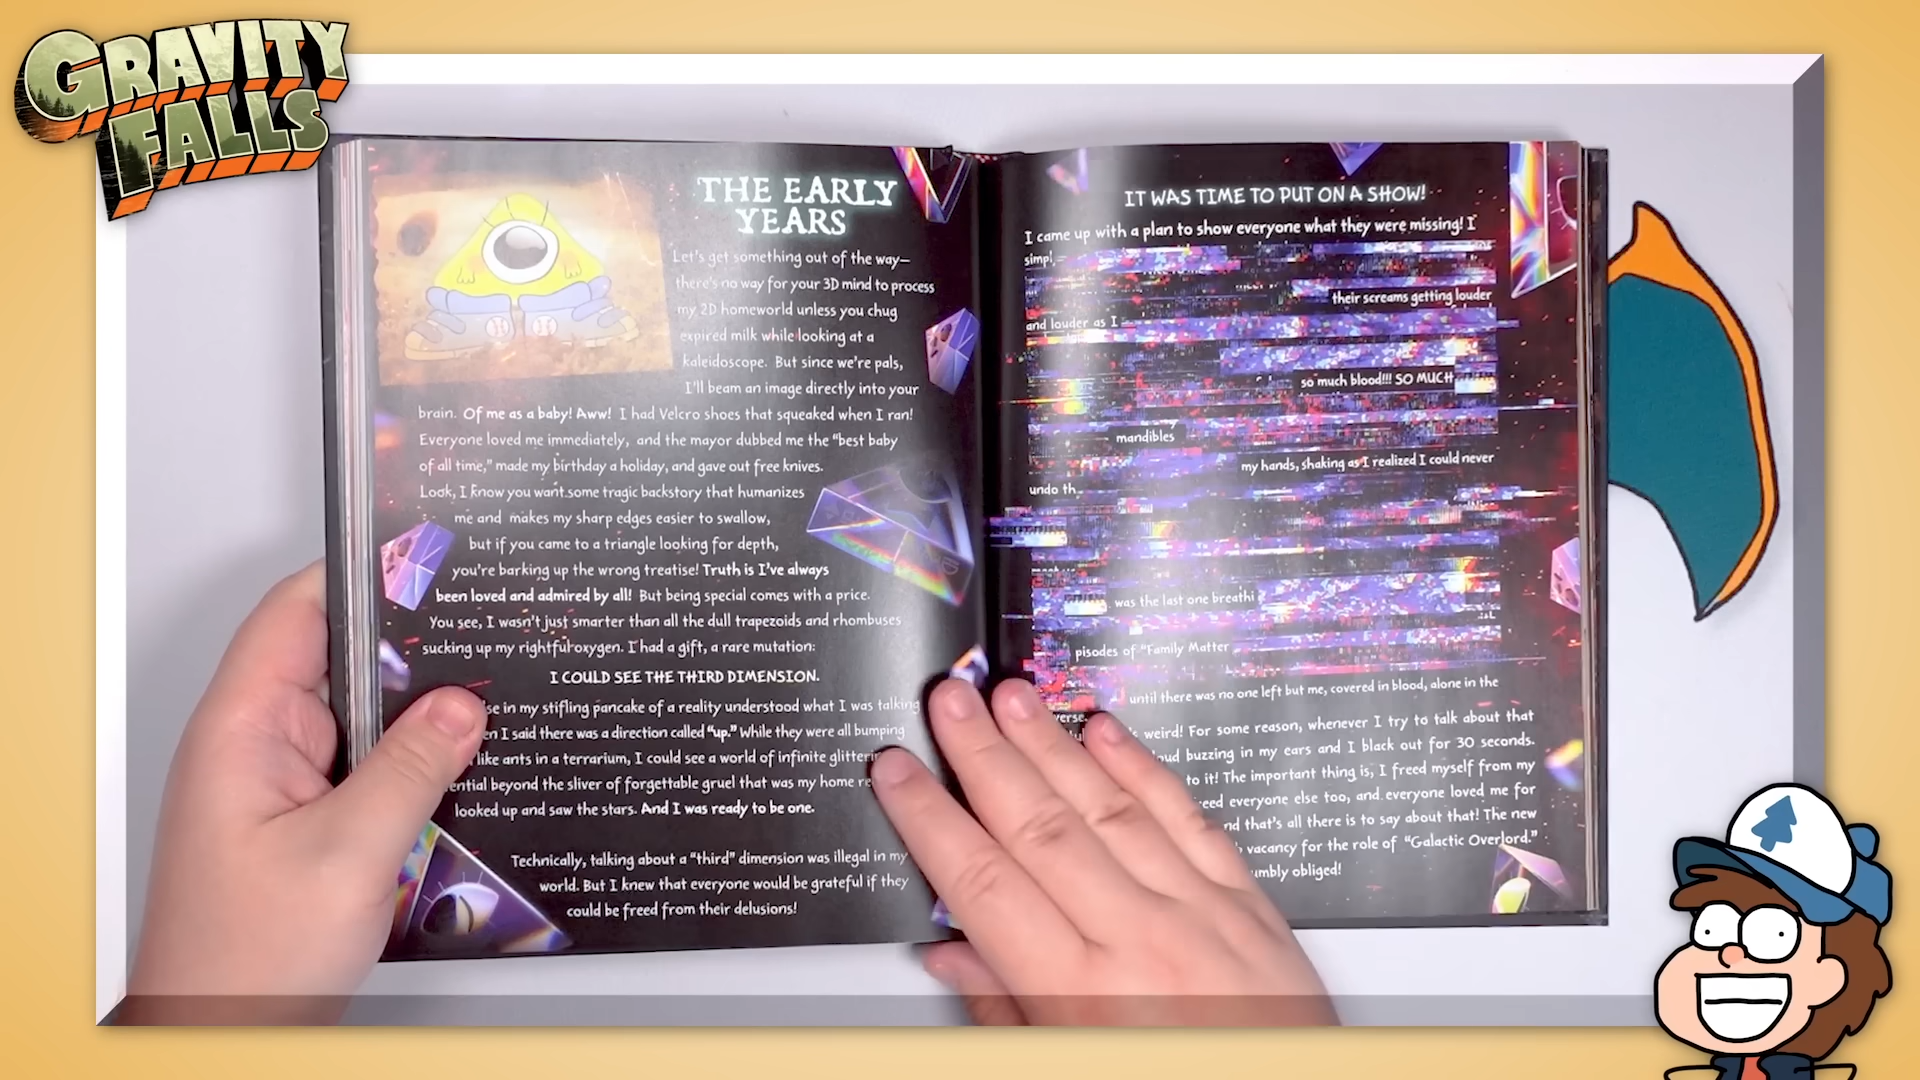 GRAVITY
FALLS
THE EARLY
YEARS
Let's get something out of the way—
there's no way for your 3D mind to process
my 2D homeworld unless you chug
expired milk while looking at a
kaleidoscope. But since we're pals,
I'll beam an image directly into your
brain. Of me as a baby! Aww! I had Velcro shoes that squeaked when I ran!
Everyone loved me immediately, and the mayor dubbed me the "best baby
of all time," made my birthday a holiday, and gave out free knives.
Look, I know you want some tragic backstory that humanizes
me and makes my sharp edges easier to swallow,
but if you came to a triangle looking for depth,
you're barking up the wrong treatise! Truth is I've always
been loved and admired by all! But being special comes with a price.
You see, I wasn't just smarter than all the dull trapezoids and rhombuses
sucking up my rightful oxygen. I had a gift, a rare mutation:
I COULD SEE THE THIRD DIMENSION.
se in my stifling pancake of a reality understood what I was talking
en I said there was a direction called "up." While they were all bumping
like ants in a terrarium, I could see a world of infinite glitteri
ential beyond the sliver of forgettable gruel that was my home re
looked up and saw the stars. And I was ready to be one.
Technically, talking about a "third" dimension was illegal in my
world. But I knew that everyone would be grateful if they
could be freed from their delusions!
IT WAS TIME TO PUT ON A SHOW!
I came up with a plan to show everyone what they were missing! I
simpl
their screams getting louder
and louder as I
so much blood!!! SO MUCH
mandibles
my hands, shaking as I realized I could never
undo th
was the last one breathi
pisodes of "Family Matter
until there was no one left but me, covered in blood, alone in the
verse.
weird! For some reason, whenever I try to talk about that
oud buzzing in my ears and I black out for 30 seconds.
to it! The important thing is, I freed myself from my
eed everyone else too, and everyone loved me for
nd that's all there is to say about that! The new
vacancy for the role of "Galactic Overlord."
umbly obliged!